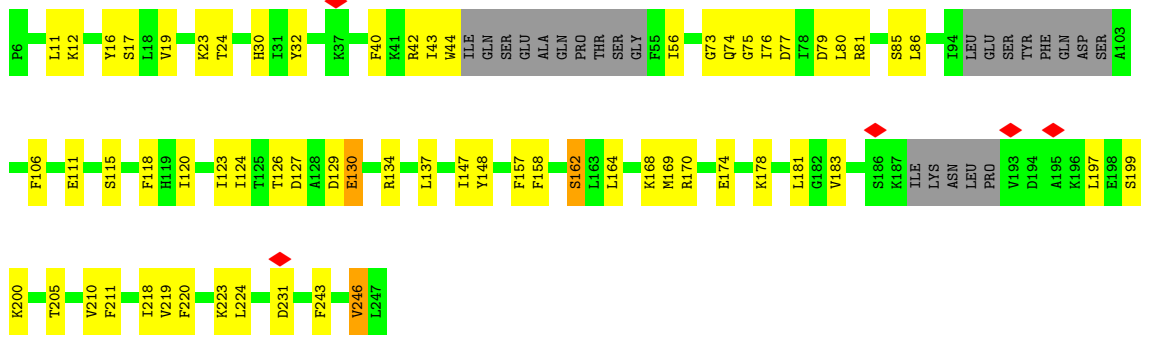 P6 L11 K12 Y16 S17 L18 V19 K23 T24 H30 I31 Y32 K37 F40 K41 R42 I43 W44 ILE GLN SER GLU ALA GLN PRO THR SER GLY F55 I56 G73 Q74 G75 I76 D77 I78 D79 L80 R81 S85 L86 I94 LEU GLU SER TYR PHE GLN ASP SER A103
F106 E111 S115 F118 H119 I120 I123 I124 T125 T126 D127 A128 D129 E130 R134 L137 I147 Y148 F157 F158 S162 L163 L164 K168 M169 R170 E174 K178 L181 G182 V183 S186 K187 ILE LYS ASN LEU PRO V193 D194 A195 K196 L197 E198 S199
K200 T205 V210 F211 I218 V219 F220 K223 L224 D231 F243 V246 L247